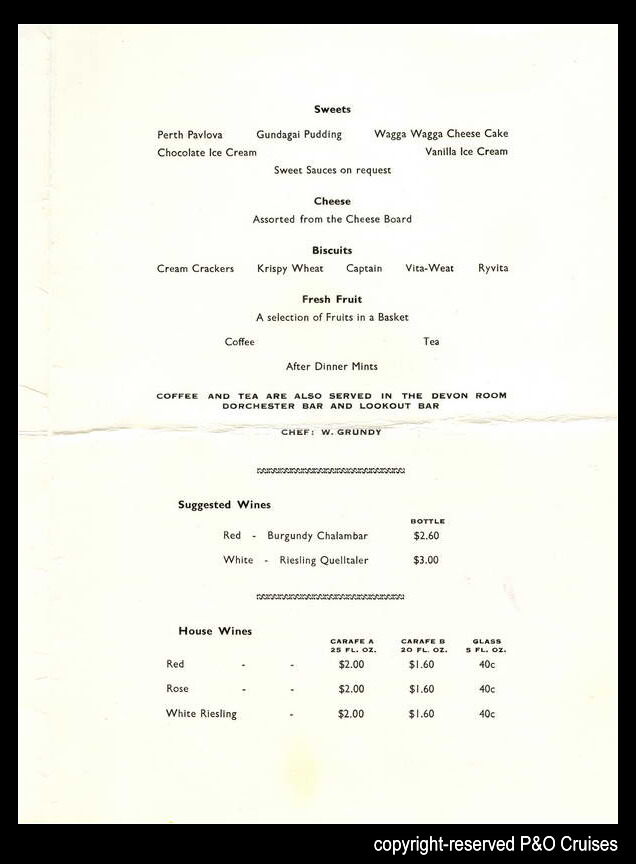 Sweets
Perth Pavlova Gundagai Pudding Wagga Wagga Cheese Cake
Chocolate Ice Cream Vanilla Ice Cream
Sweet Sauces on request
Cheese
Assorted from the Cheese Board
Biscuits
Cream Crackers Krispy Wheat Captain Vita-Weat Ryvita
Fresh Fruit
A selection of Fruits in a Basket
Coffee Tea
After Dinner Mints
COFFEE AND TEA ARE ALSO SERVED IN THE DEVON ROOM
DORCHESTER BAR AND LOOKOUT BAR
CHEF: W. GRUNDY
Suggested Wines
BOTTLE
Red - Burgundy Chalambar $2.60
White - Riesling Quelltaler $3.00
House Wines
CARAFE A CARAFE B GLASS
25 FL. OZ. 20 FL. OZ. 5 FL. OZ.
Red - - $2.00 $1.60 40c
Rose - - $2.00 $1.60 40c
White Riesling - $2.00 $1.60 40c
copyright-reserved P&O Cruises